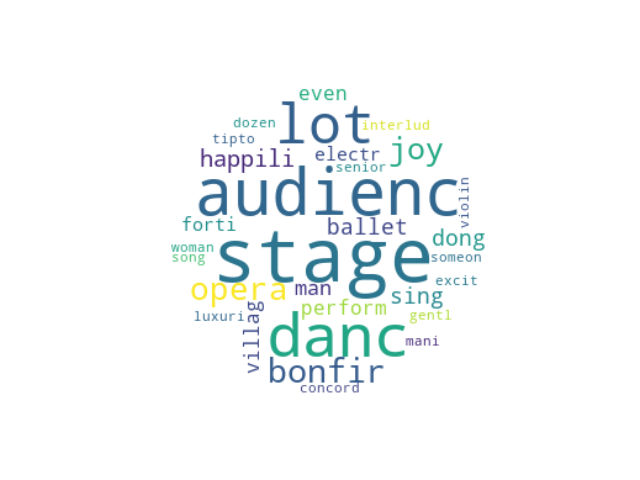 even
dozen
lot
interlud
tipto
happili
electr
joy
senior
audienc
violin
forti
ballet
dong
woman
song
stage
someon
opera
man
excit
sing
luxuri
villag
perform
gentl
danc
mani
bonfir
concord